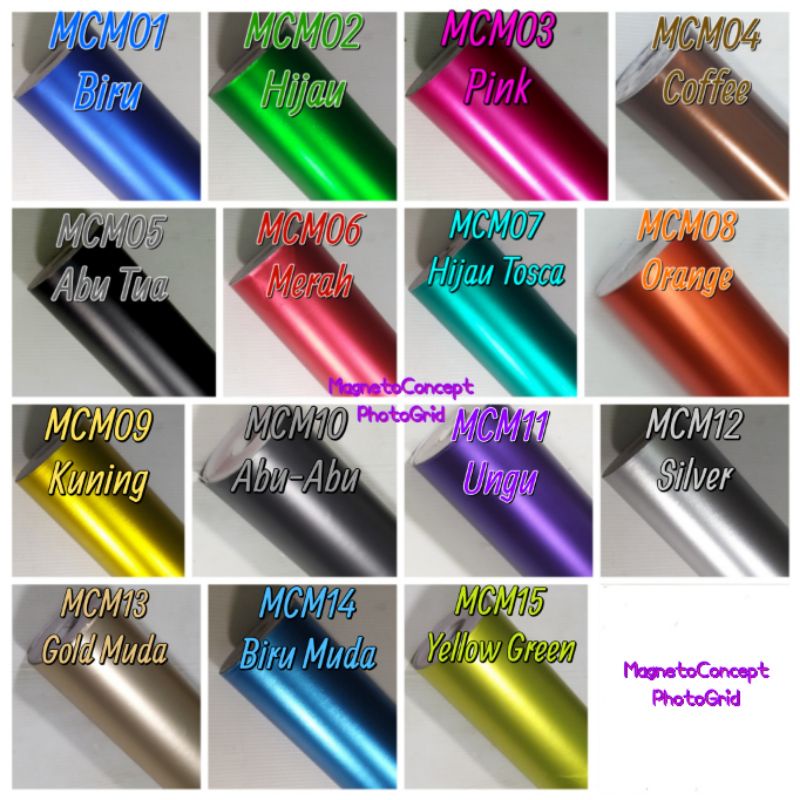 MCM01
Biru
MCM02
Hijau
MCM03
Pink
MCM04
Coffee
MCM05
Abu Tua
MCM06
Merah
MCM07
Hijau Tosca
MCM08
Orange
MagnetoConcept
PhotoGrid
MCM09
Kuning
MCM10
Abu-Abu
MCM11
Ungu
MCM12
Silver
MCM13
Gold Muda
MCM14
Biru Muda
MCM15
Yellow Green
MagnetoConcept
PhotoGrid